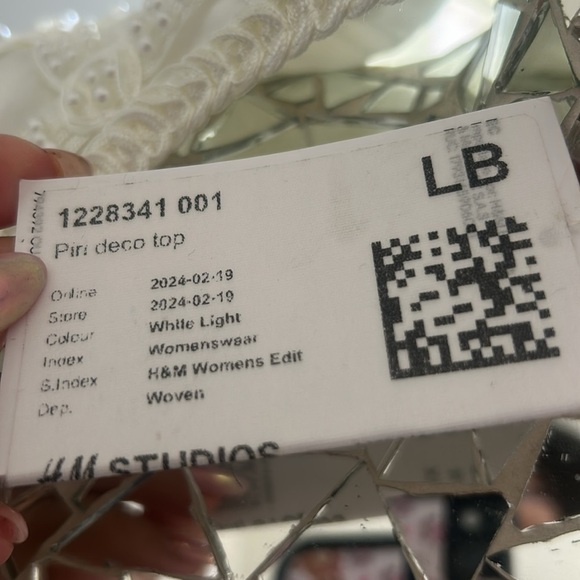 LB
1228341 001
Piri deco top
Online 2024-02-19
Store 2024-02-19
Colour White Light
Index Womenswear
S.Index H&M Womens Edit
Dep. Woven
H&M STUDIOS